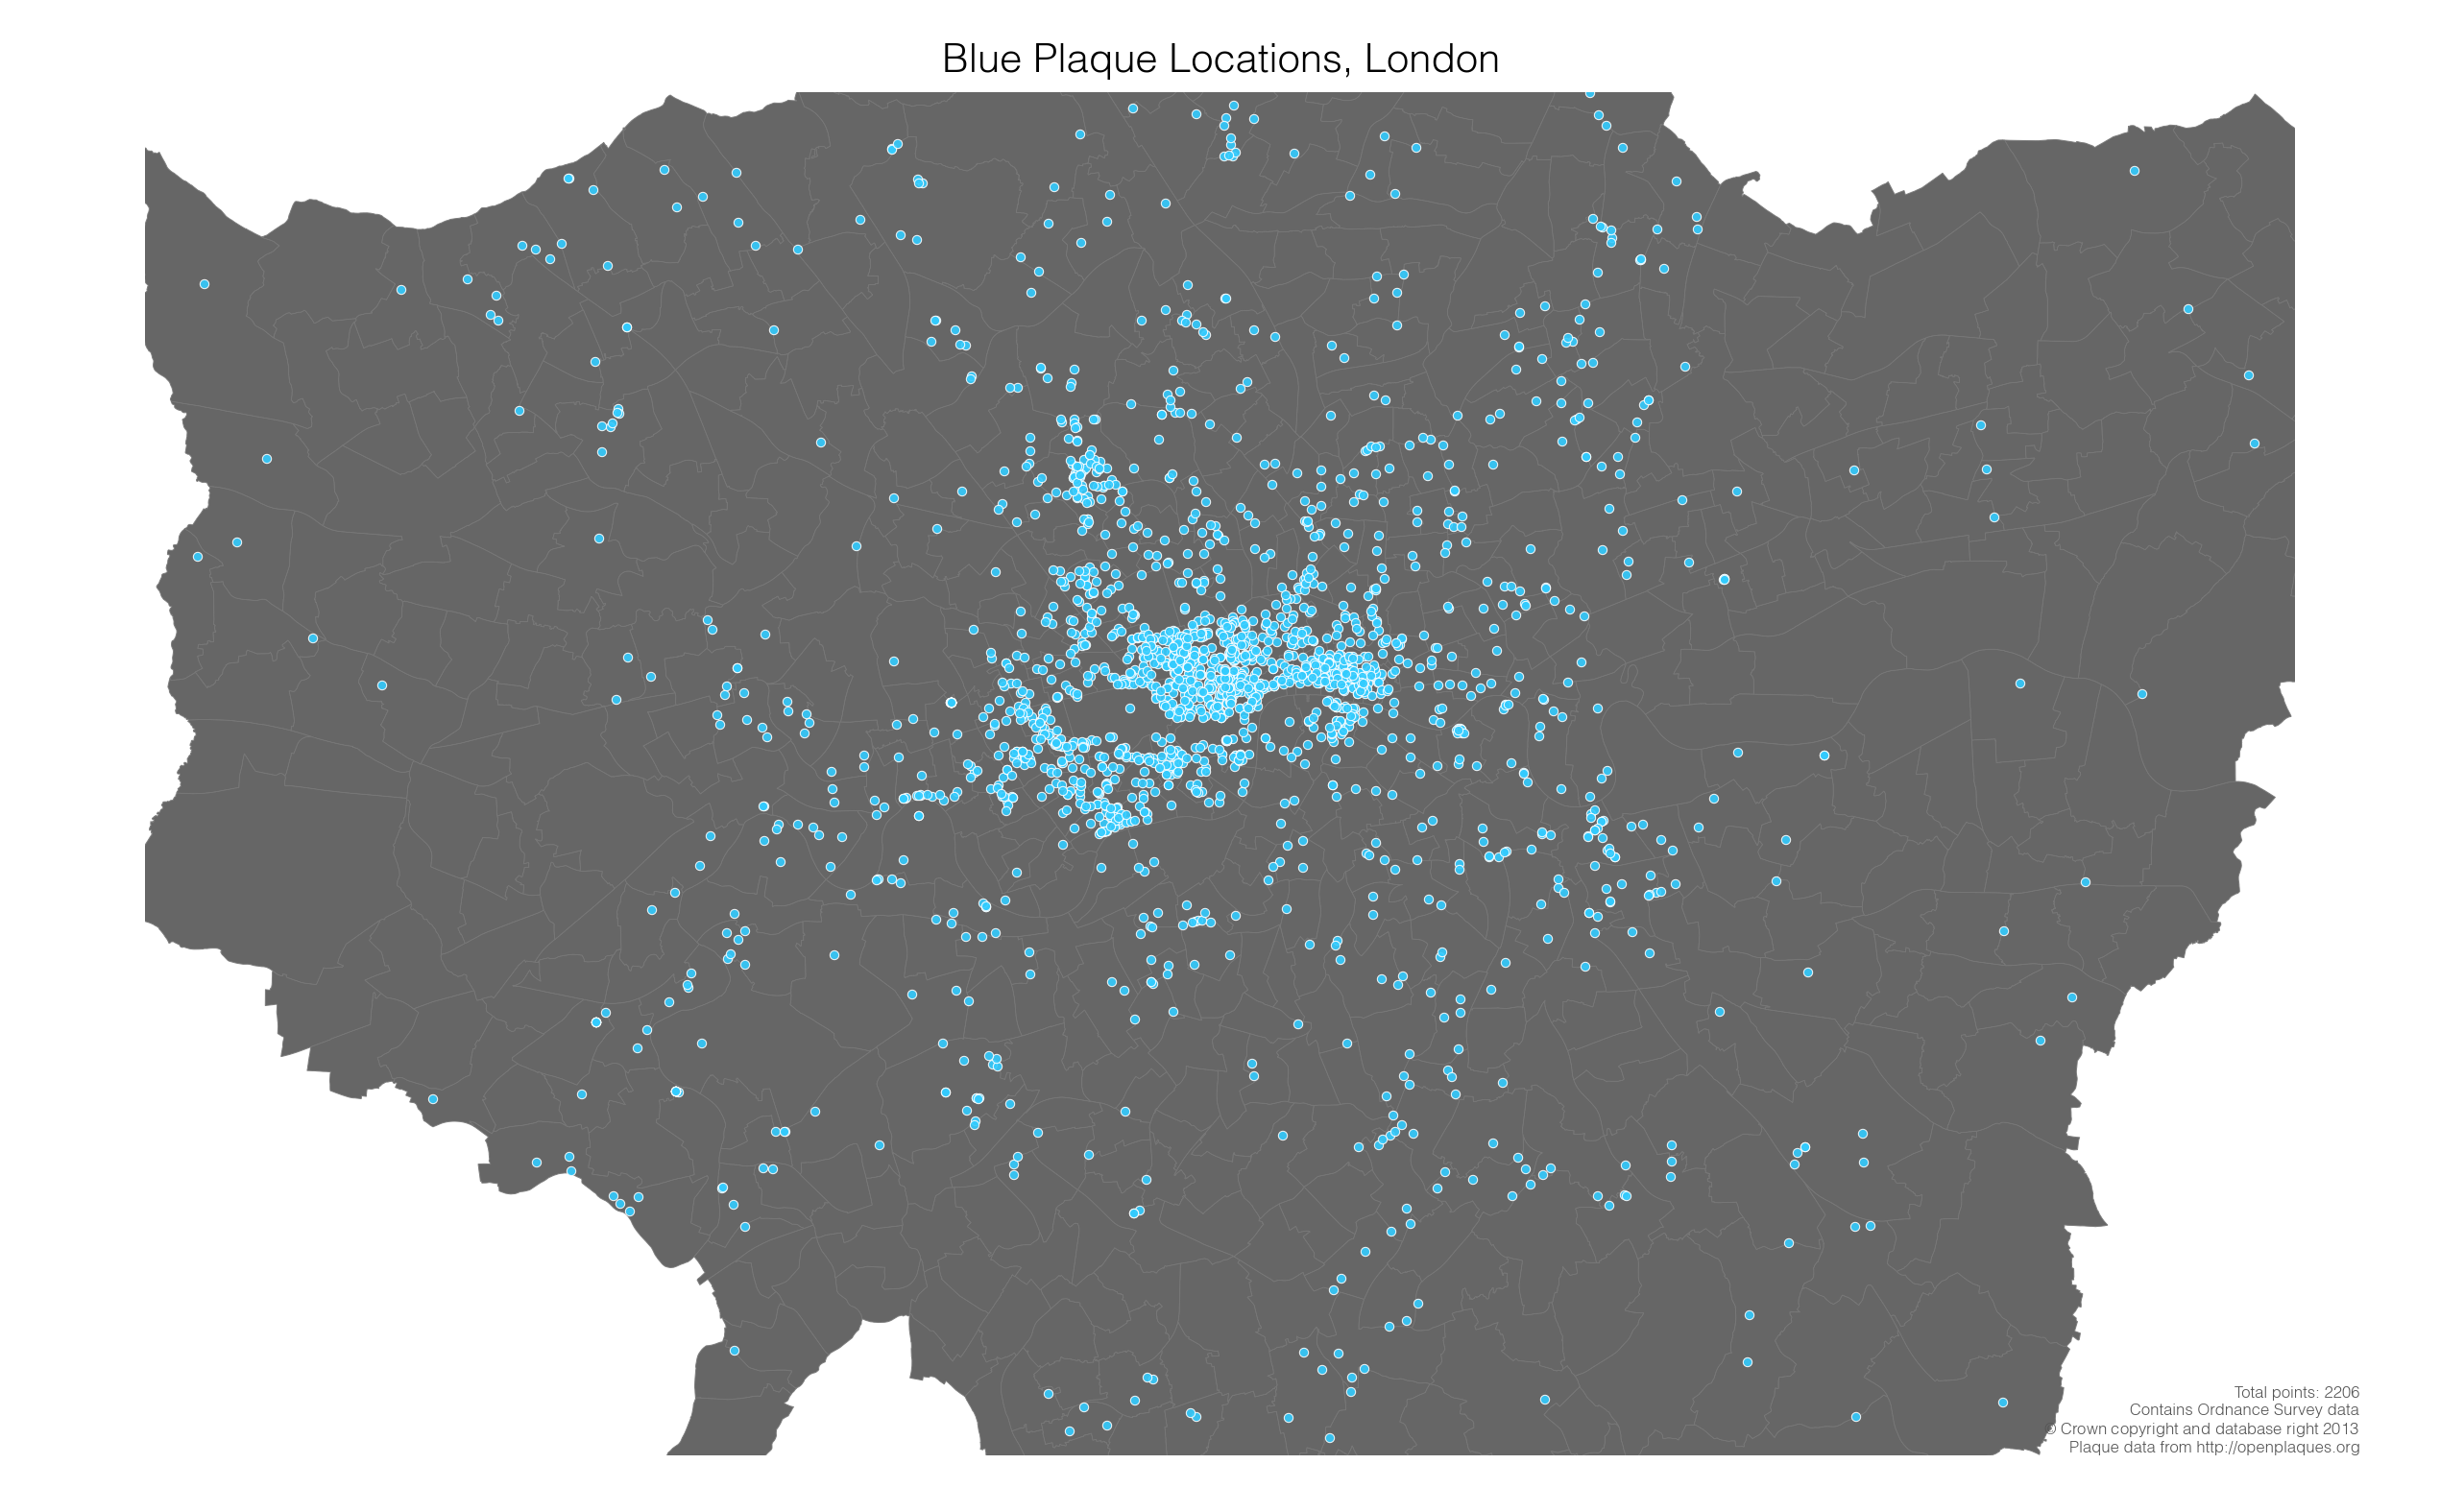 Blue Plaque Locations, London
Total points: 2206
Contains Ordnance Survey data
© Crown copyright and database right 2013
Plaque data from http://openplaques.org